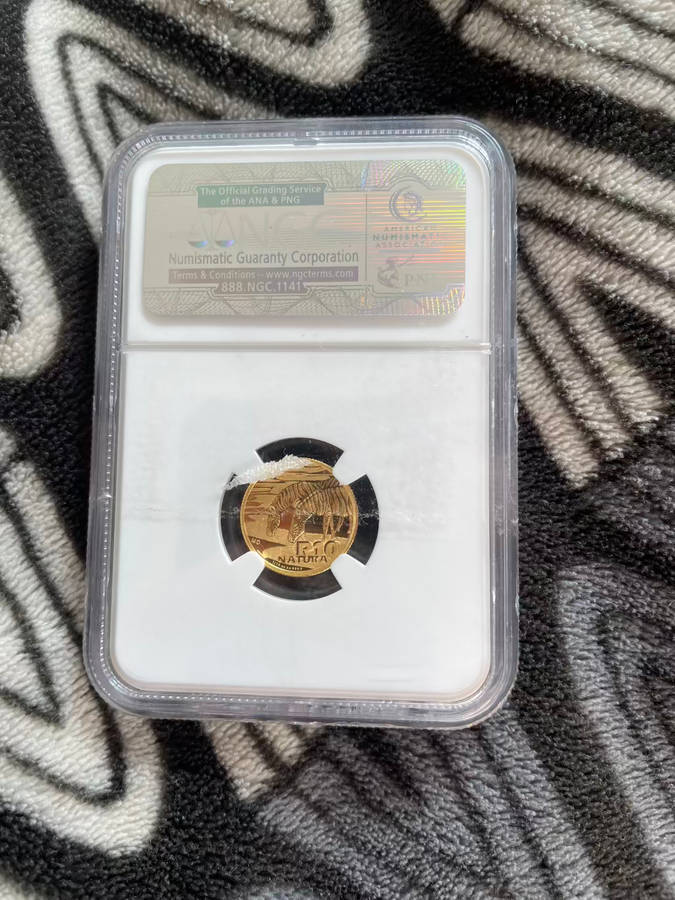 The Official Grading Service
of the ANA & PNG
NGC
AMERICAN
NUMISMATIC
ASSOCIATION
Numismatic Guaranty Corporation
Terms & Conditions – www.ngcterms.com
888.NGC.1141
R10
NATURA